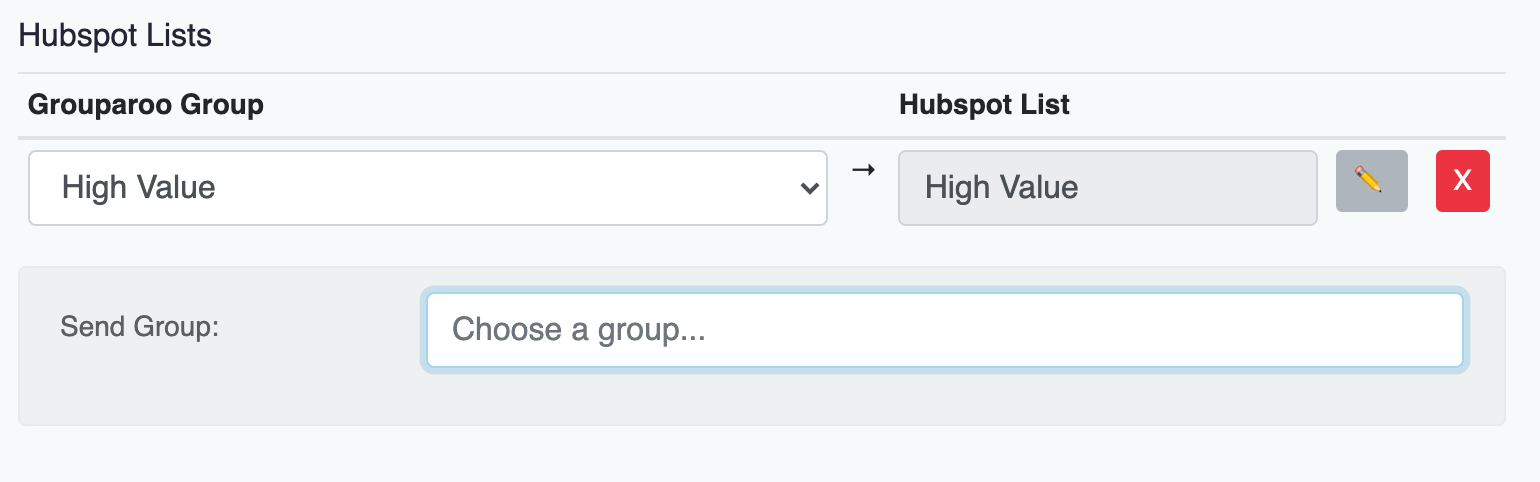 Hubspot Lists
Grouparoo Group Hubspot List
High Value → High Value X
Send Group: Choose a group...